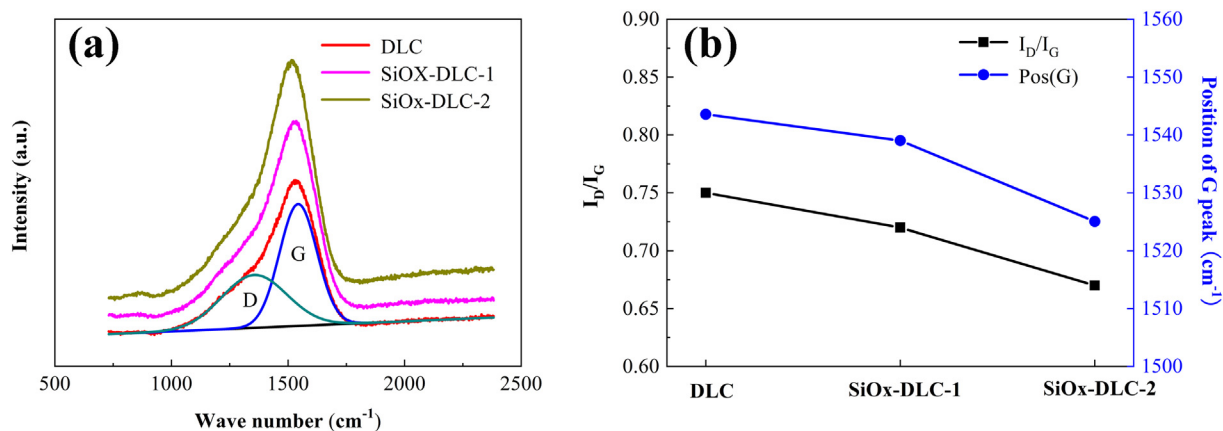 (a)
DLC
SiOX-DLC-1
SiOx-DLC-2
G
D
Intensity (a.u.)
500 1000 1500 2000 2500
Wave number (cm⁻¹)
(b)
I_D/I_G
Pos(G)
0.90
0.85
0.80
0.75
0.70
0.65
0.60
I_D/I_G
1560
1550
1540
1530
1520
1510
1500
Position of G peak (cm⁻¹)
DLC SiOx-DLC-1 SiOx-DLC-2